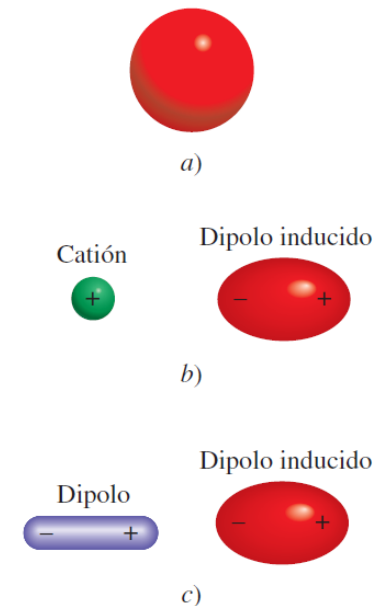 a)
Dipolo inducido
Catión
+
− +
b)
Dipolo inducido
Dipolo
− + − +
c)